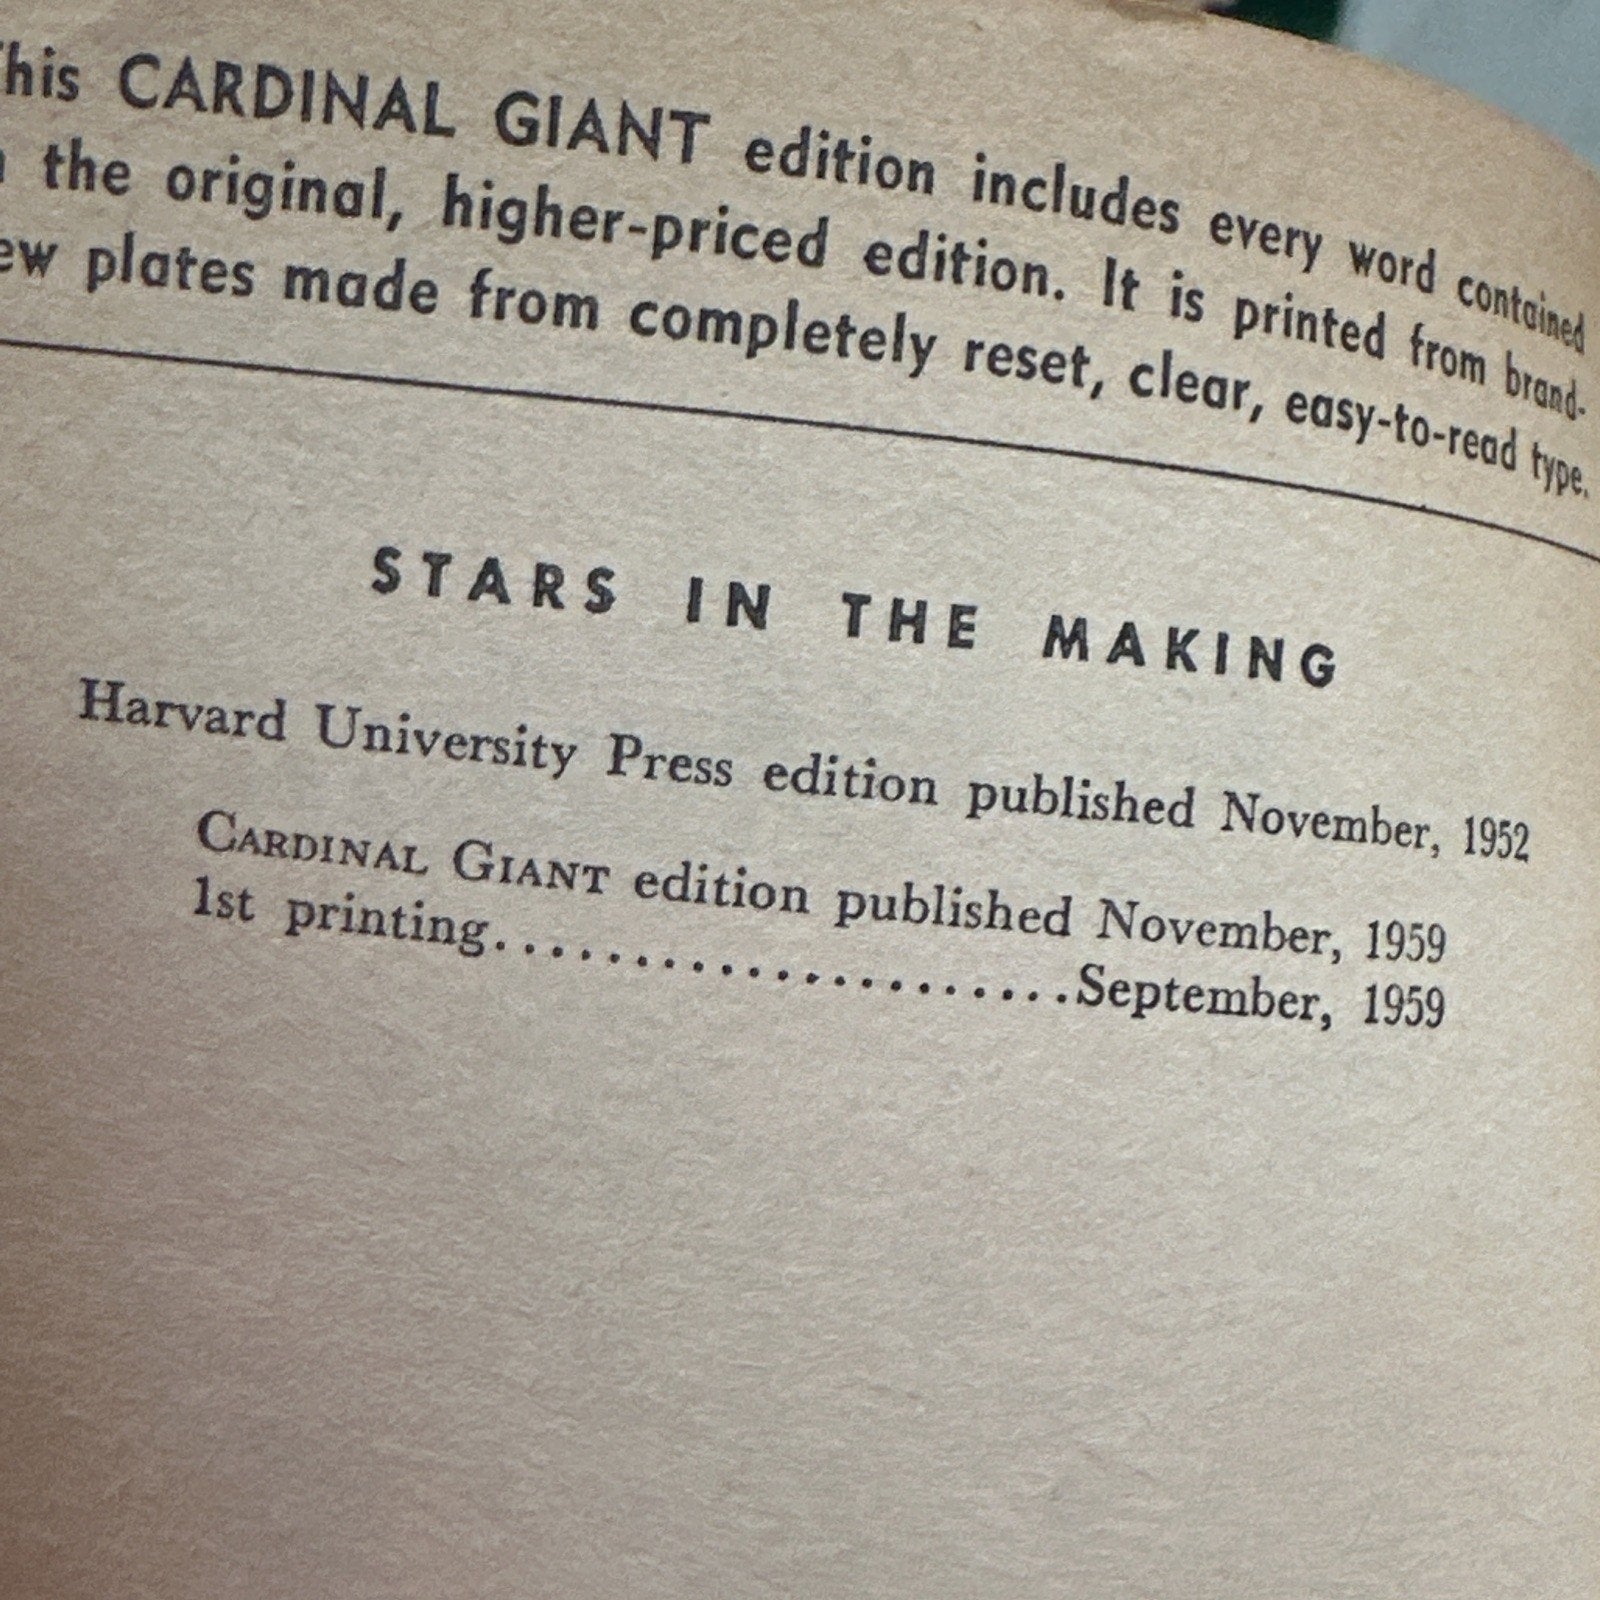 This CARDINAL GIANT edition includes every word contained
the original, higher-priced edition. It is printed from brand-
ew plates made from completely reset, clear, easy-to-read type.
STARS IN THE MAKING
Harvard University Press edition published November, 1952
CARDINAL GIANT edition published November, 1959
1st printing.....................September, 1959